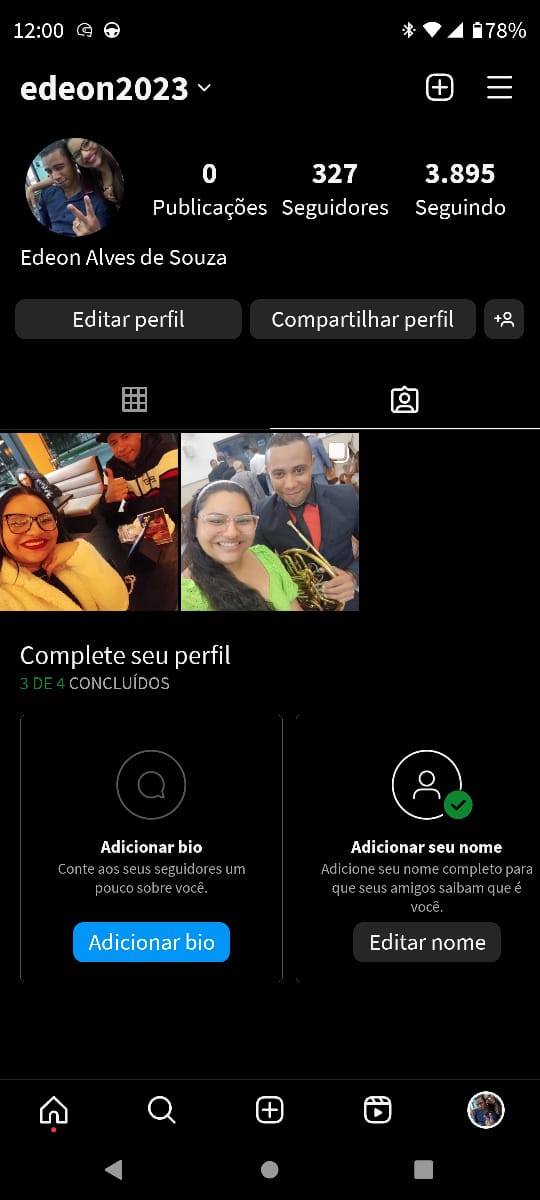 12:00
78%
edeon2023
0
327
3.895
Publicações
Seguidores
Seguindo
Edeon Alves de Souza
Editar perfil
Compartilhar perfil
Complete seu perfil
3 DE 4 CONCLUÍDOS
Adicionar bio
Conte aos seus seguidores um
pouco sobre você.
Adicionar bio
Adicionar seu nome
Adicione seu nome completo para
que seus amigos saibam que é
você.
Editar nome